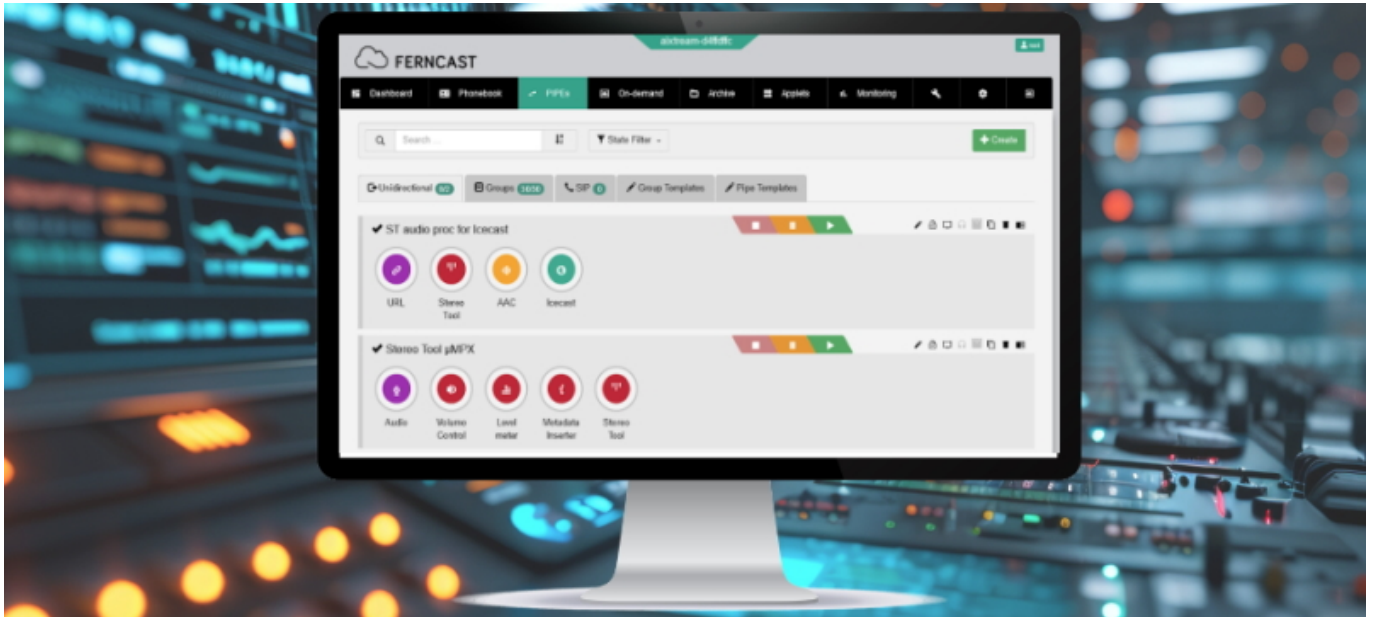 FERNCAST
Dashboard Phonebook PIPEs On-demand Archive Applets Monitoring
Search ... State Filter Create
Unidirectional Groups SIP 0 Group Templates Pipe Templates
ST audio proc for Icecast
URL Stereo Tool AAC Icecast
Stereo Tool µMPX
Audio Volume Control Level meter Metadata Inserter Stereo Tool